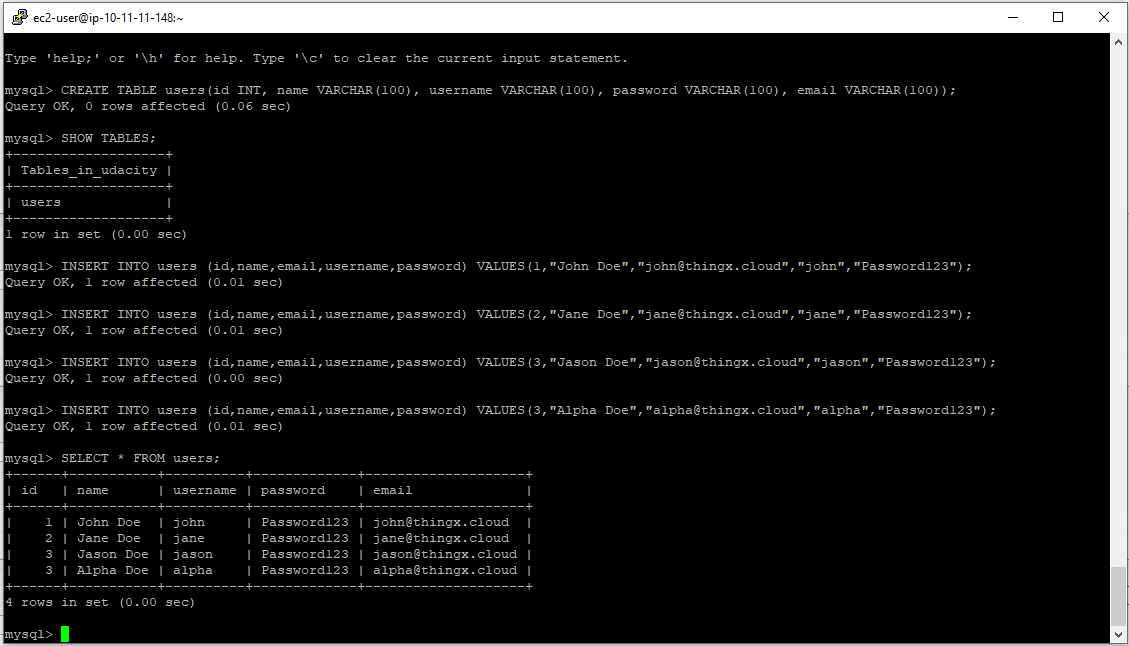 ec2-user@ip-10-11-11-148:~
Type 'help;' or '\h' for help. Type '\c' to clear the current input statement.
mysql> CREATE TABLE users(id INT, name VARCHAR(100), username VARCHAR(100), password VARCHAR(100), email VARCHAR(100));
Query OK, 0 rows affected (0.06 sec)
mysql> SHOW TABLES;
+-------------------+
| Tables_in_udacity |
+-------------------+
| users             |
+-------------------+
1 row in set (0.00 sec)
mysql> INSERT INTO users (id,name,email,username,password) VALUES(1,"John Doe","john@thingx.cloud","john","Password123");
Query OK, 1 row affected (0.01 sec)
mysql> INSERT INTO users (id,name,email,username,password) VALUES(2,"Jane Doe","jane@thingx.cloud","jane","Password123");
Query OK, 1 row affected (0.01 sec)
mysql> INSERT INTO users (id,name,email,username,password) VALUES(3,"Jason Doe","jason@thingx.cloud","jason","Password123");
Query OK, 1 row affected (0.00 sec)
mysql> INSERT INTO users (id,name,email,username,password) VALUES(3,"Alpha Doe","alpha@thingx.cloud","alpha","Password123");
Query OK, 1 row affected (0.01 sec)
mysql> SELECT * FROM users;
+------+-----------+----------+-------------+--------------------+
| id   | name      | username | password    | email              |
+------+-----------+----------+-------------+--------------------+
|    1 | John Doe  | john     | Password123 | john@thingx.cloud  |
|    2 | Jane Doe  | jane     | Password123 | jane@thingx.cloud  |
|    3 | Jason Doe | jason    | Password123 | jason@thingx.cloud |
|    3 | Alpha Doe | alpha    | Password123 | alpha@thingx.cloud |
+------+-----------+----------+-------------+--------------------+
4 rows in set (0.00 sec)
mysql>